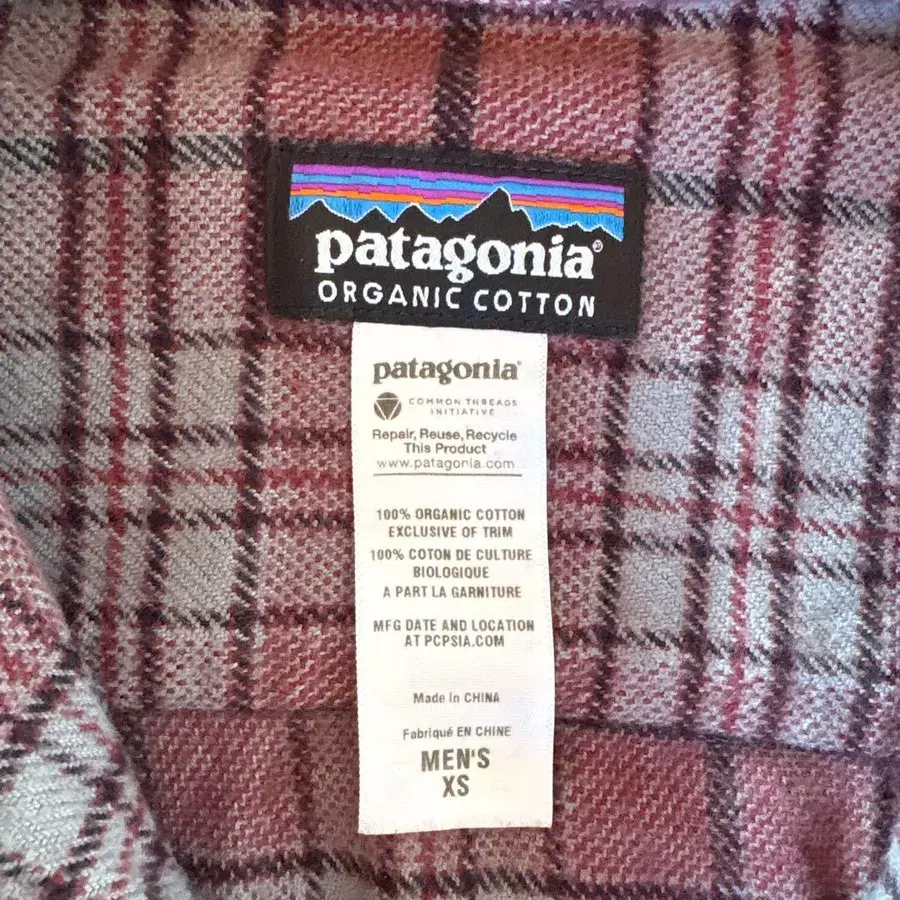 patagonia®
ORGANIC COTTON
patagonia®
COMMON THREADS
INITIATIVE
Repair, Reuse, Recycle
This Product
www.patagonia.com
100% ORGANIC COTTON
EXCLUSIVE OF TRIM
100% COTON DE CULTURE
BIOLOGIQUE
A PART LA GARNITURE
MFG DATE AND LOCATION
AT PCPSIA.COM
Made in CHINA
Fabriqué EN CHINE
MEN'S
XS